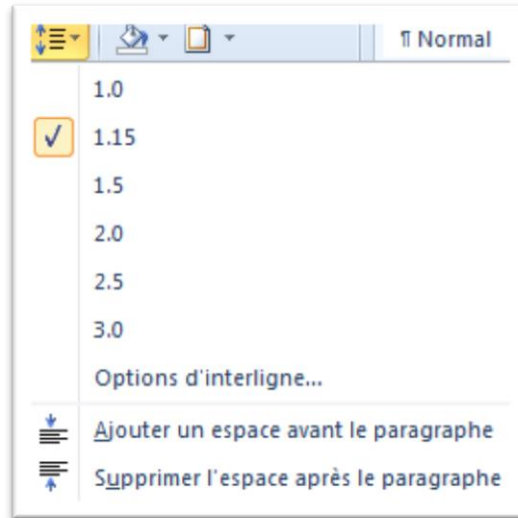 ¶ Normal
1.0
1.15
1.5
2.0
2.5
3.0
Options d'interligne...
Ajouter un espace avant le paragraphe
Supprimer l'espace après le paragraphe